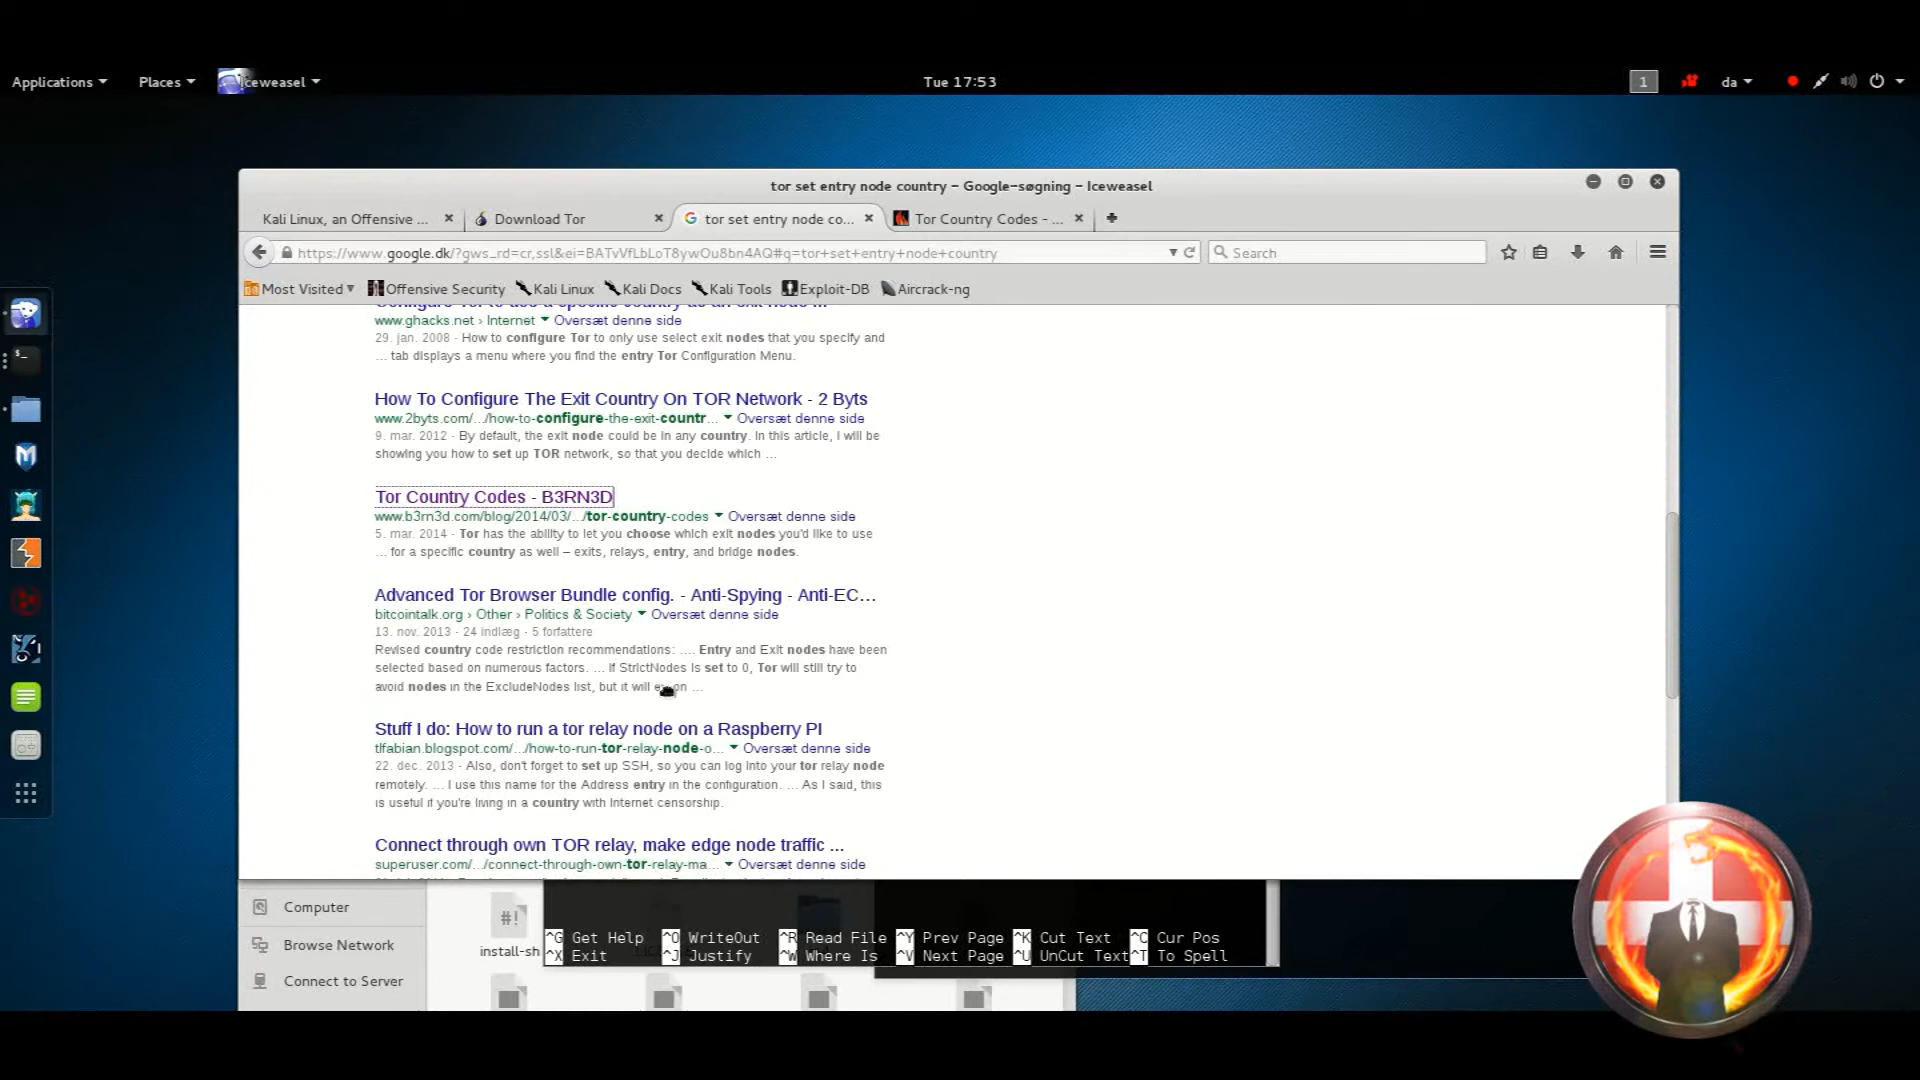 Applications Places Iceweasel Tue 17:53 1 da
tor set entry node country - Google-søgning - Iceweasel
Kali Linux, an Offensive ... Download Tor tor set entry node co... Tor Country Codes - ...
https://www.google.dk/?gws_rd=cr,ssl&ei=BATvVfLbLoT8ywOu8bn4AQ#q=tor+set+entry+node+country Search
Most Visited Offensive Security Kali Linux Kali Docs Kali Tools Exploit-DB Aircrack-ng
Configure Tor to use a specific country as an exit node ...
www.ghacks.net › Internet Oversæt denne side
29. jan. 2008 - How to configure Tor to only use select exit nodes that you specify and
... tab displays a menu where you find the entry Tor Configuration Menu.
How To Configure The Exit Country On TOR Network - 2 Byts
www.2byts.com/.../how-to-configure-the-exit-countr... Oversæt denne side
9. mar. 2012 - By default, the exit node could be in any country. In this article, I will be
showing you how to set up TOR network, so that you decide which ...
Tor Country Codes - B3RN3D
www.b3rn3d.com/blog/2014/03/.../tor-country-codes Oversæt denne side
5. mar. 2014 - Tor has the ability to let you choose which exit nodes you'd like to use
... for a specific country as well – exits, relays, entry, and bridge nodes.
Advanced Tor Browser Bundle config. - Anti-Spying - Anti-EC...
bitcointalk.org › Other › Politics & Society Oversæt denne side
13. nov. 2013 - 24 indlæg - 5 forfattere
Revised country code restriction recommendations: .... Entry and Exit nodes have been
selected based on numerous factors. ... If StrictNodes is set to 0, Tor will still try to
avoid nodes in the ExcludeNodes list, but it will on ...
Stuff I do: How to run a tor relay node on a Raspberry PI
tlfabian.blogspot.com/.../how-to-run-tor-relay-node-o... Oversæt denne side
22. dec. 2013 - Also, don't forget to set up SSH, so you can log into your tor relay node
remotely. ... I use this name for the Address entry in the configuration. ... As I said, this
is useful if you're living in a country with Internet censorship.
Connect through own TOR relay, make edge node traffic ...
superuser.com/.../connect-through-own-tor-relay-ma... Oversæt denne side
Computer
Browse Network
Connect to Server
#!
install-sh
^G Get Help ^O WriteOut ^R Read File ^Y Prev Page ^K Cut Text ^C Cur Pos
^X Exit ^J Justify ^W Where Is ^V Next Page ^U UnCut Text ^T To Spell